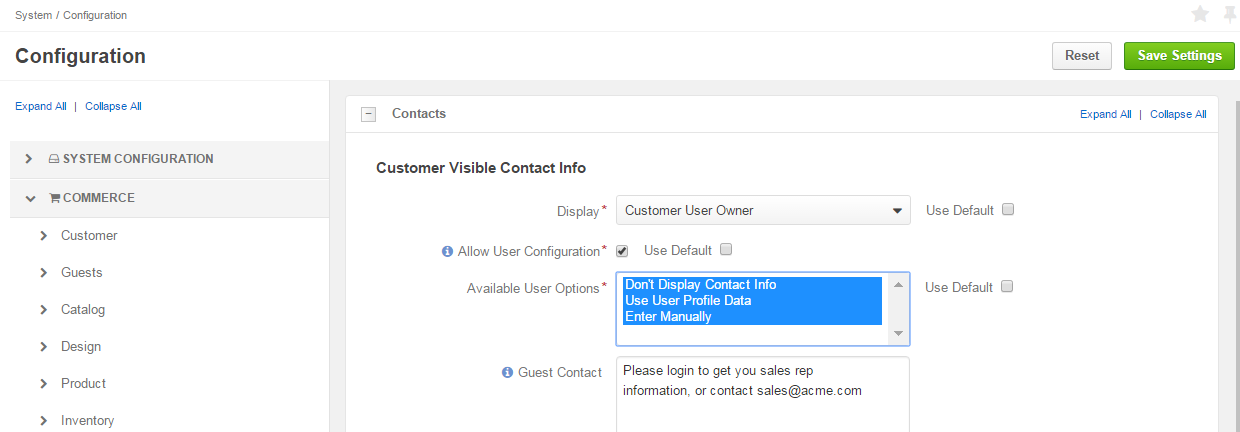 System / Configuration
Configuration
Reset
Save Settings
Expand All | Collapse All
SYSTEM CONFIGURATION
COMMERCE
Customer
Guests
Catalog
Design
Product
Inventory
Contacts
Expand All | Collapse All
Customer Visible Contact Info
Display* Customer User Owner Use Default
Allow User Configuration* Use Default
Available User Options* Don't Display Contact Info Use Default
Use User Profile Data
Enter Manually
Guest Contact Please login to get you sales rep
information, or contact sales@acme.com